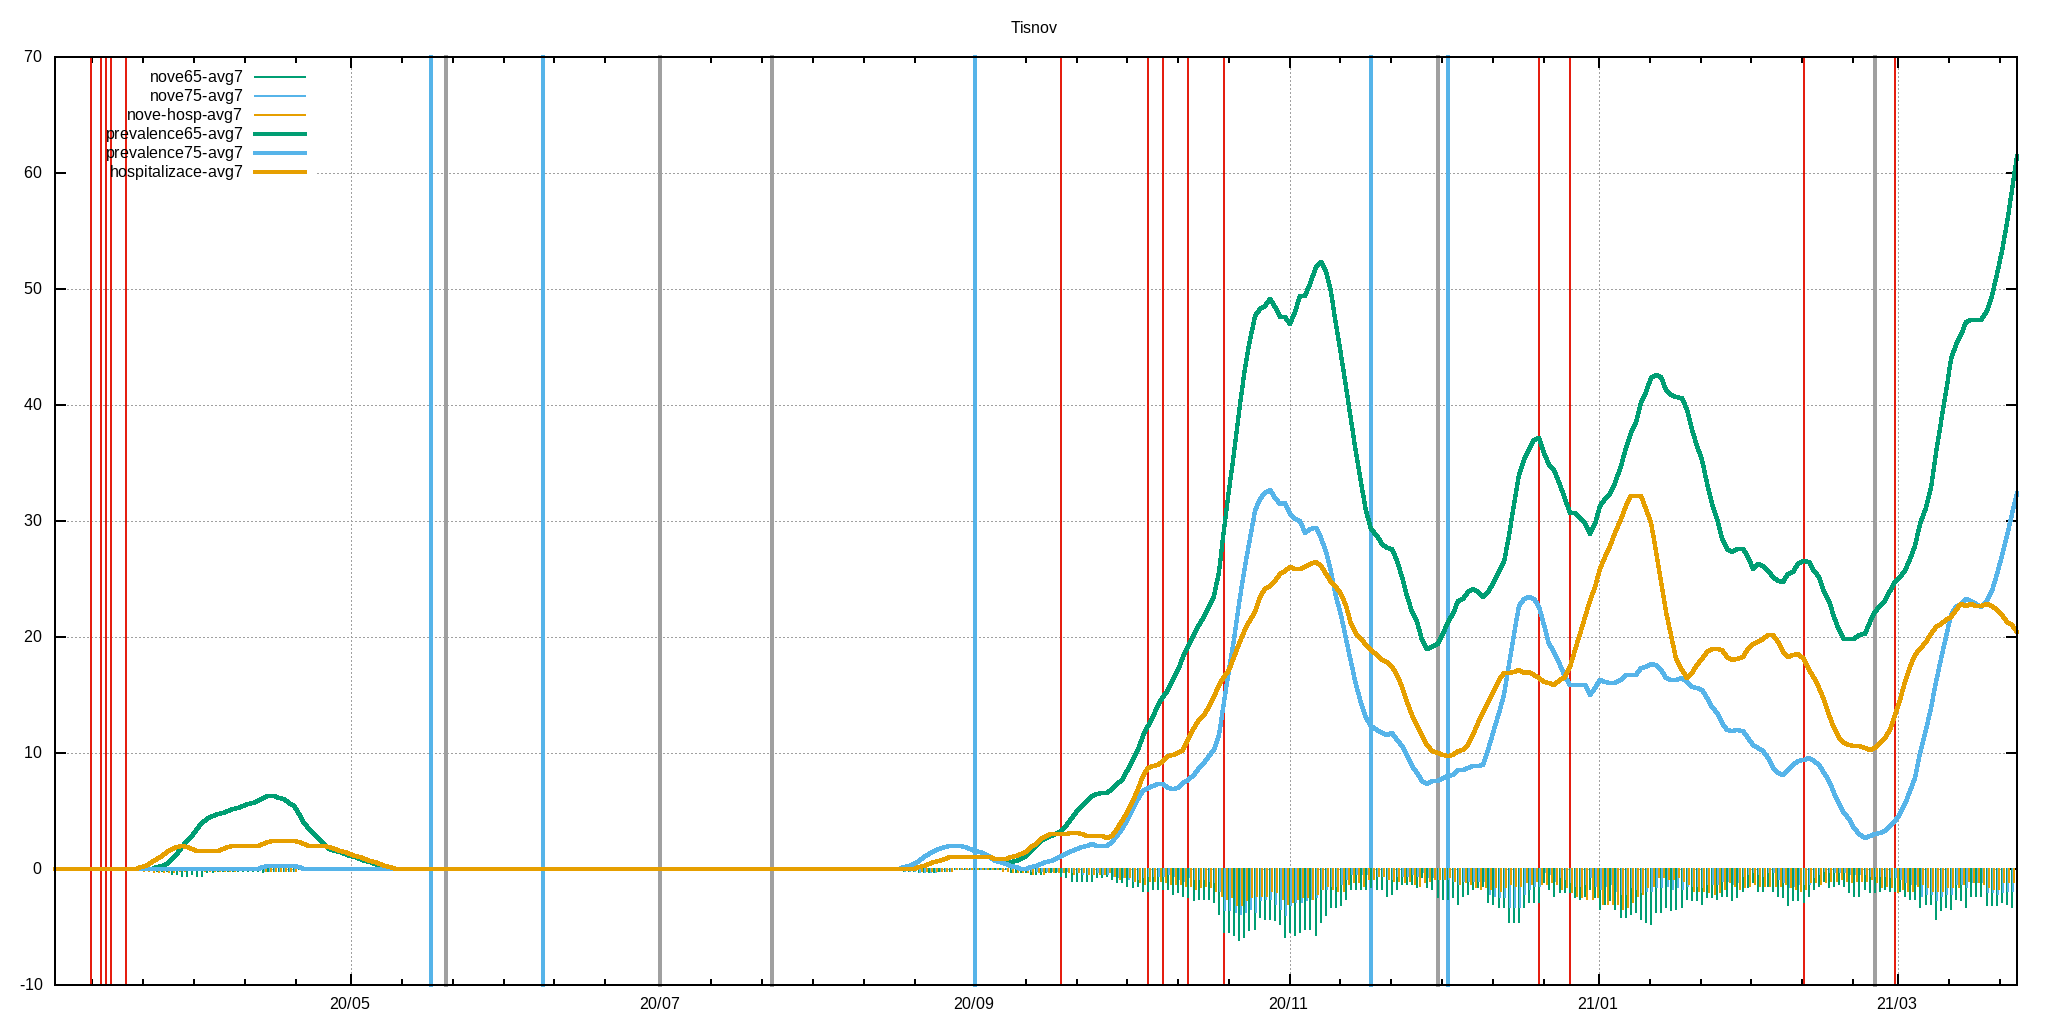 Tisnov
70
60
50
40
30
20
10
0
-10
nove65-avg7
nove75-avg7
nove-hosp-avg7
prevalence65-avg7
prevalence75-avg7
hospitalizace-avg7
20/05
20/07
20/09
20/11
21/01
21/03